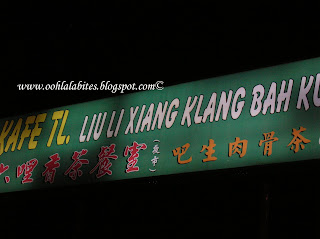 www.oohlalabites.blogspot.com©
KAFE TL. LIU LI XIANG KLANG BAH KU
六哩香茶餐室 吧生肉骨茶